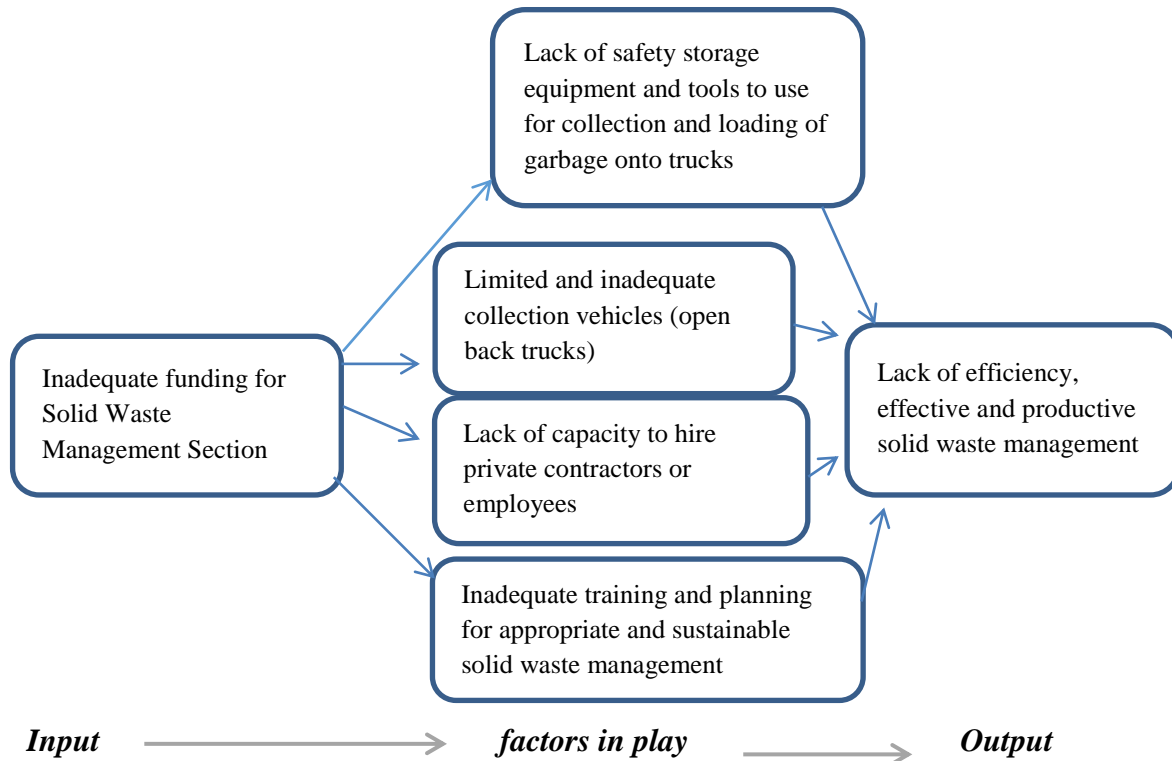 Lack of safety storage
equipment and tools to use
for collection and loading of
garbage onto trucks
Limited and inadequate
collection vehicles (open
back trucks)
Inadequate funding for
Solid Waste
Management Section
Lack of efficiency,
effective and productive
solid waste management
Lack of capacity to hire
private contractors or
employees
Inadequate training and planning
for appropriate and sustainable
solid waste management
Input
factors in play
Output